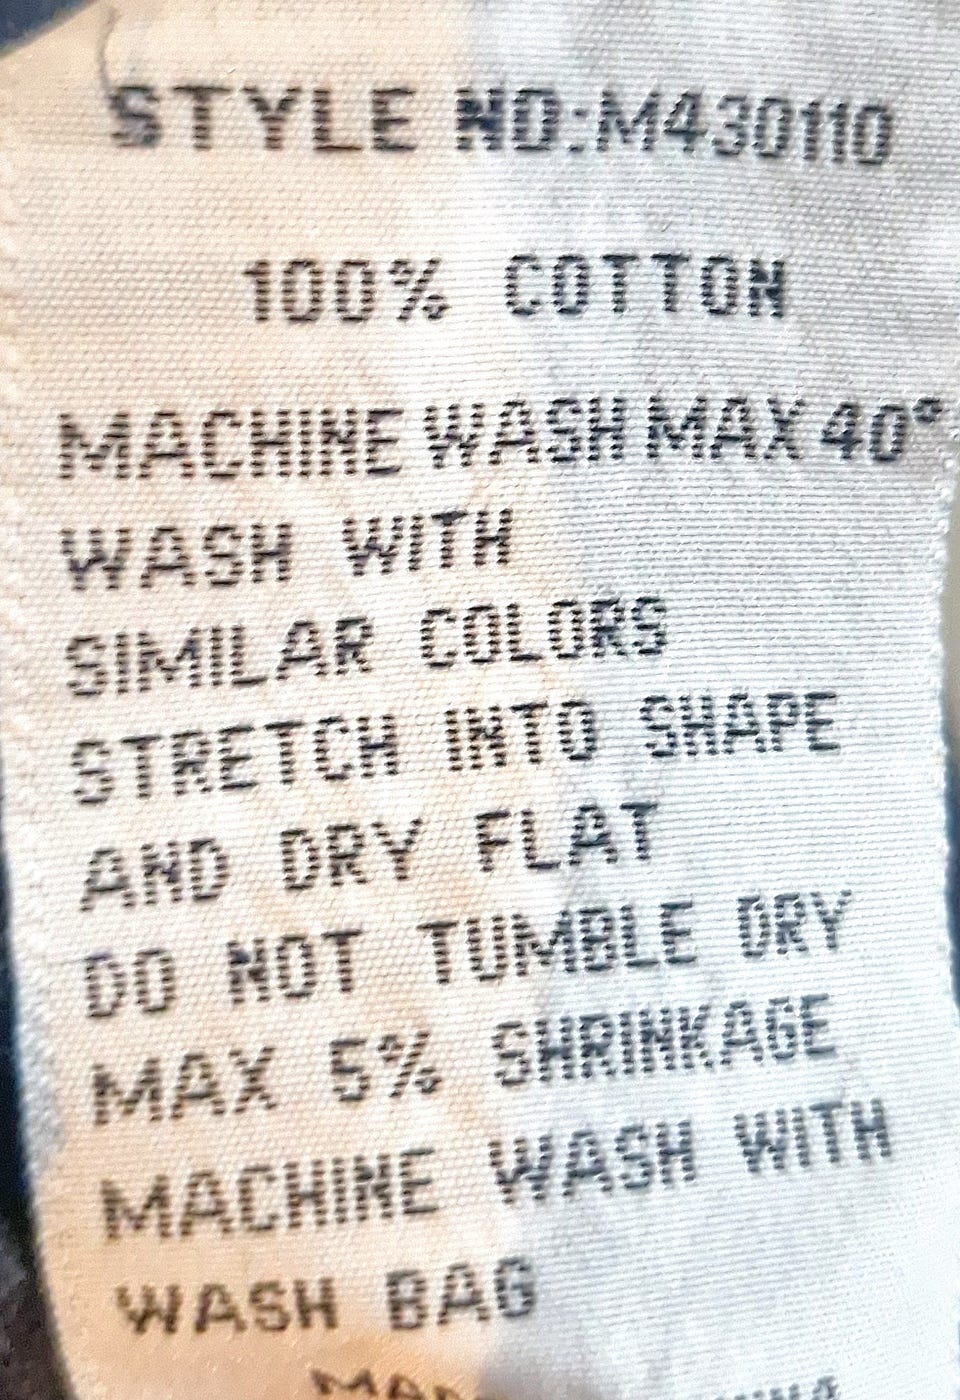 STYLE NO:M430110
100% COTTON
MACHINE WASH MAX 40°
WASH WITH
SIMILAR COLORS
STRETCH INTO SHAPE
AND DRY FLAT
DO NOT TUMBLE DRY
MAX 5% SHRINKAGE
MACHINE WASH WITH
WASH BAG